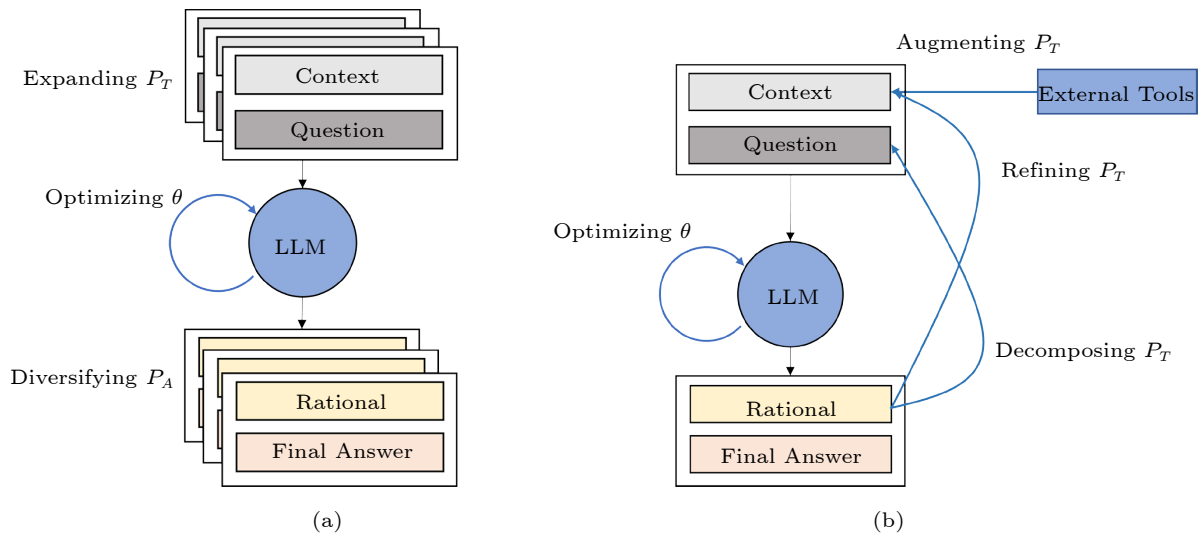 Expanding P_T
Context
Question
Optimizing θ
LLM
Diversifying P_A
Rational
Final Answer
(a)
Augmenting P_T
External Tools
Context
Question
Refining P_T
Optimizing θ
LLM
Decomposing P_T
Rational
Final Answer
(b)